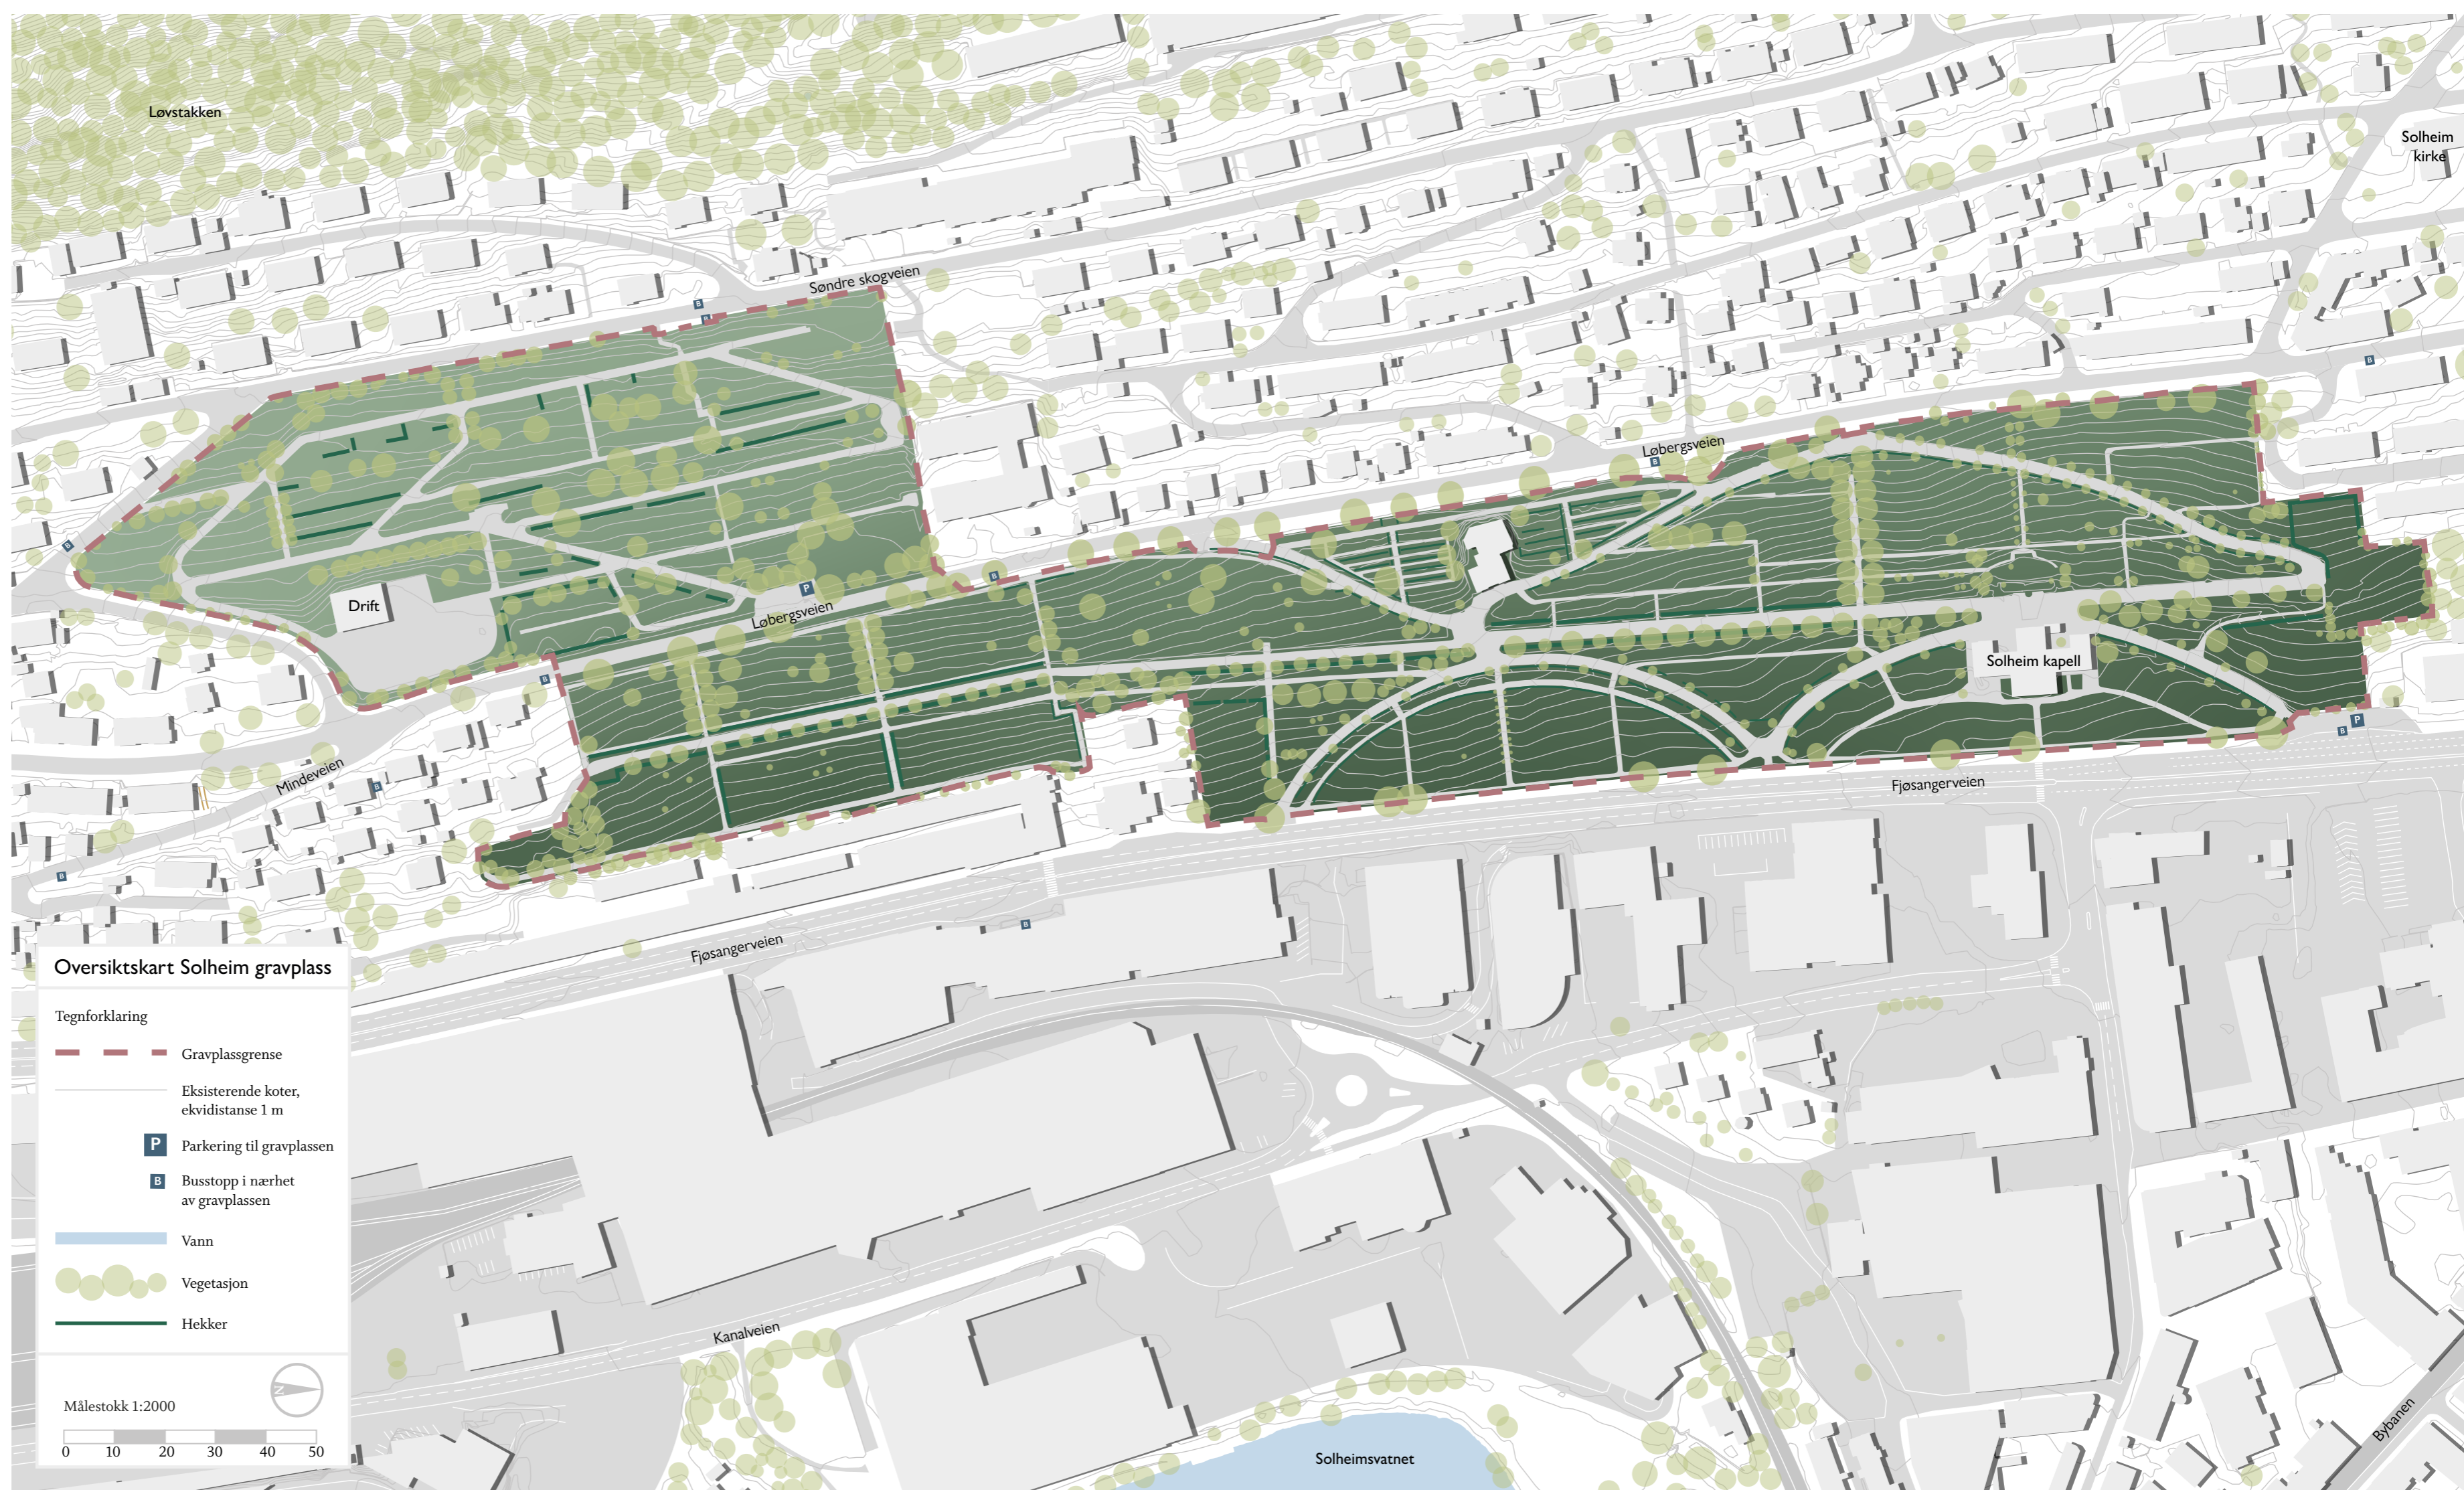 Løvstakken
Solheim
kirke
Søndre skogveien
B
B
B
Løbergsveien
B
B
Drift
P
B
Løbergsveien
Solheim kapell
B
P
B
Mindeveien
B
Fjøsangerveien
B
Fjøsangerveien
B
Oversiktskart Solheim gravplass
Tegnforklaring
Gravplassgrense
Eksisterende koter,
ekvidistanse 1 m
P Parkering til gravplassen
B Busstopp i nærhet
av gravplassen
Vann
Vegetasjon
Hekker
N
Målestokk 1:2000
0 10 20 30 40 50
Kanalveien
Solheimsvatnet
Bybanen